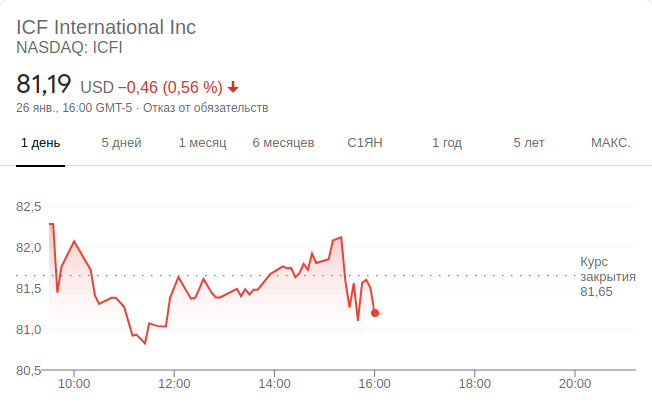 ICF International Inc
NASDAQ: ICFI
81,19 USD −0,46 (0,56 %) ↓
26 янв., 16:00 GMT-5 · Отказ от обязательств
1 день 5 дней 1 месяц 6 месяцев С1ЯН 1 год 5 лет МАКС.
82,5
82,0
81,5
81,0
80,5
Курс
закрытия
81,65
10:00 12:00 14:00 16:00 18:00 20:00